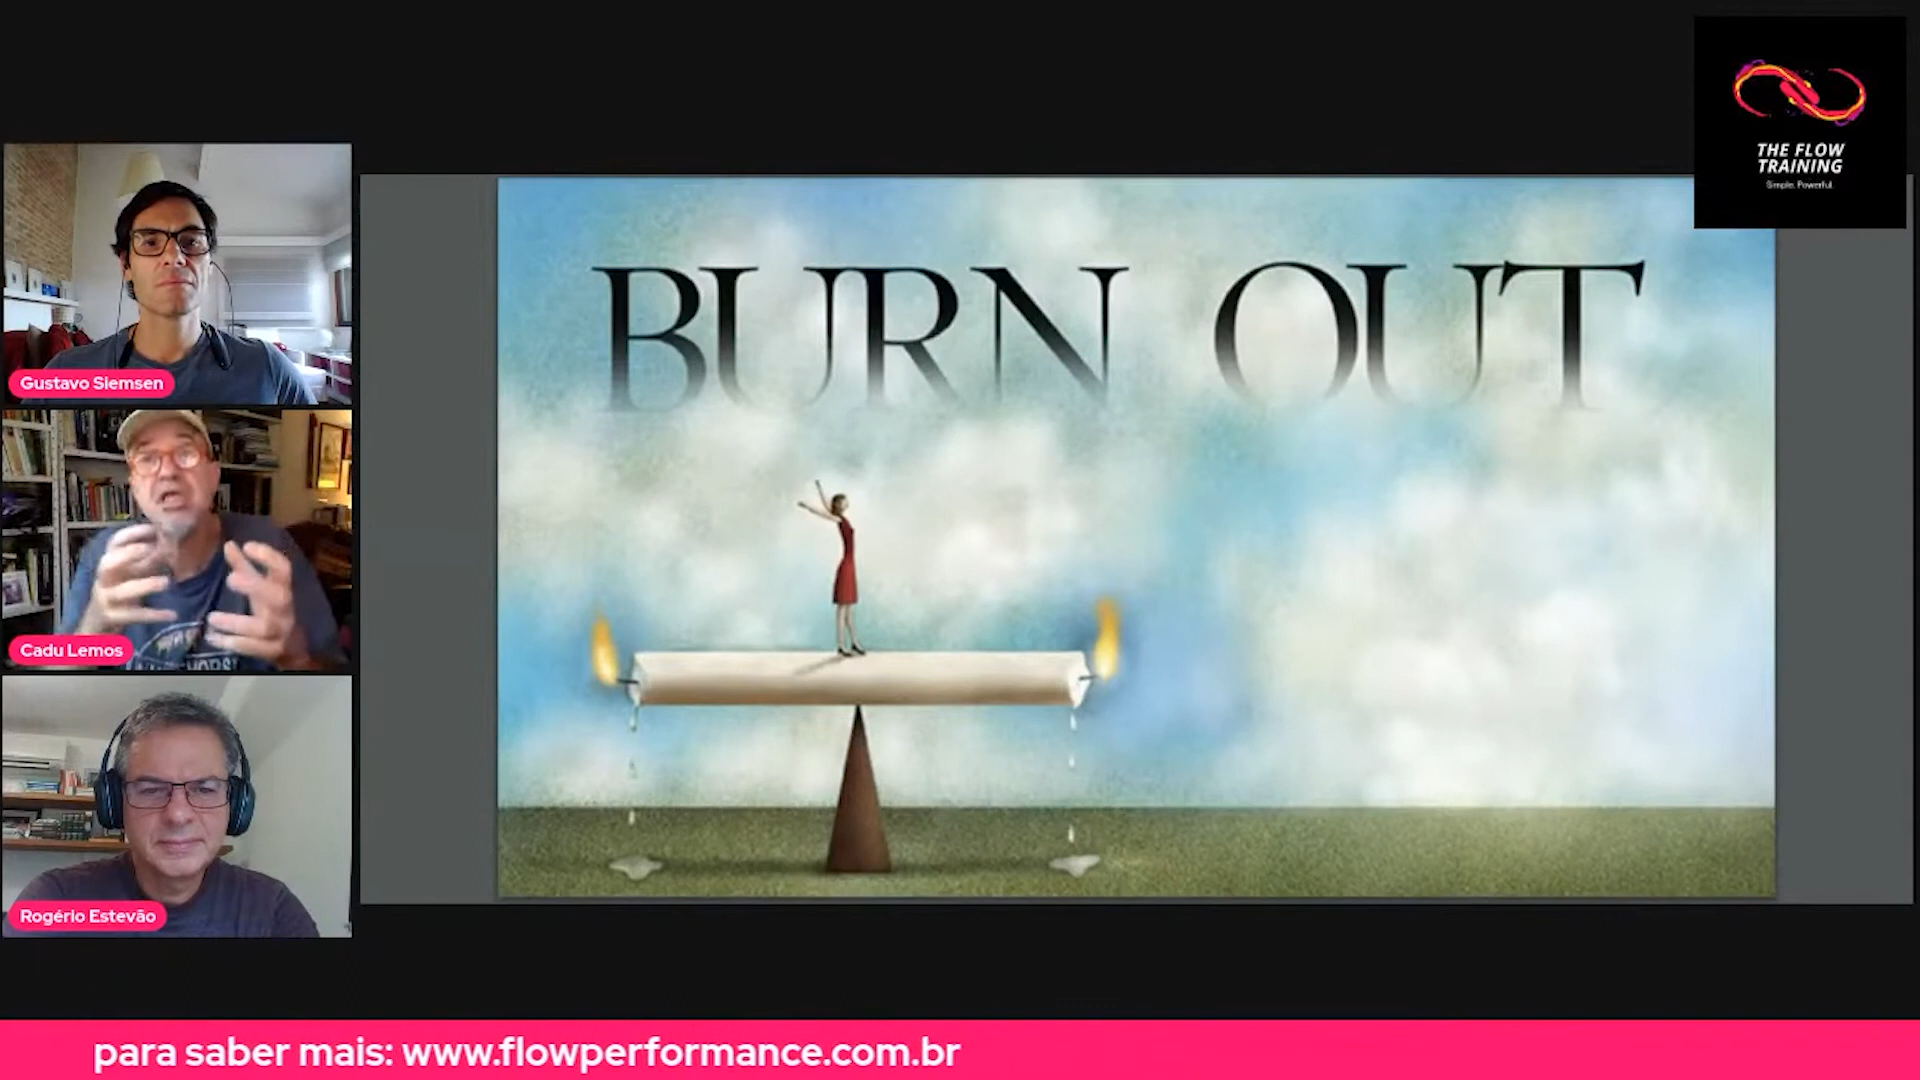 THE FLOW
TRAINING
Simple. Powerful.
BURN OUT
Gustavo Siemsen
Cadu Lemos
Rogério Estevão
para saber mais: www.flowperformance.com.br